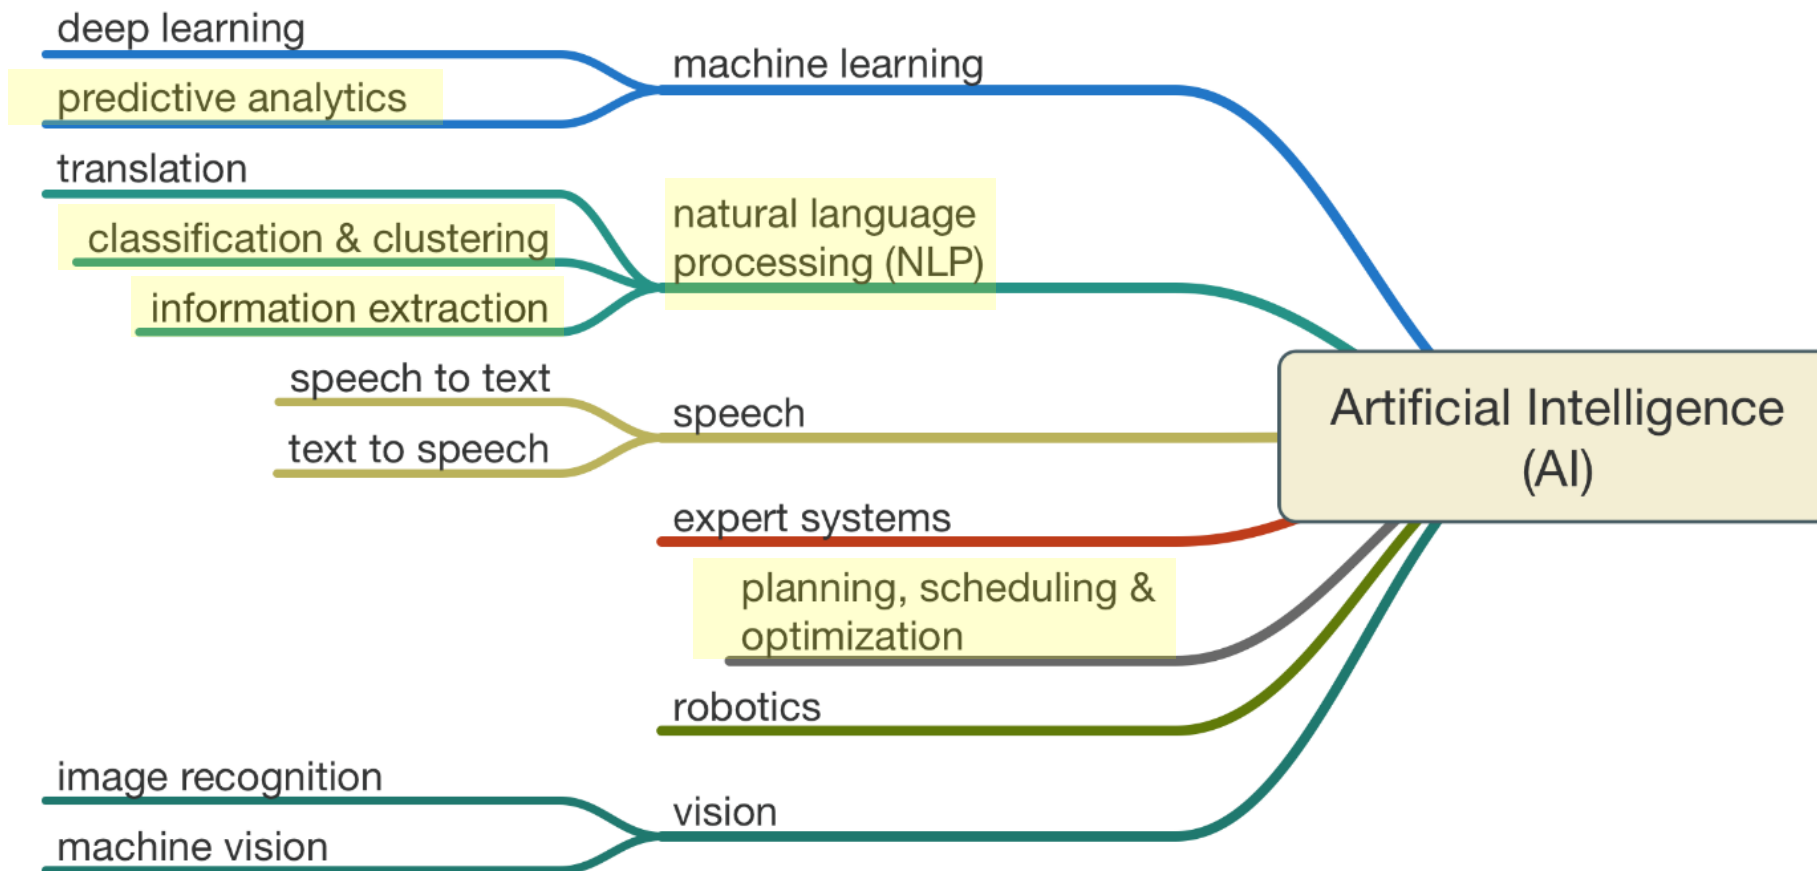 deep learning
predictive analytics
machine learning
translation
classification & clustering
information extraction
natural language
processing (NLP)
speech to text
text to speech
speech
expert systems
planning, scheduling &
optimization
robotics
image recognition
machine vision
vision
Artificial Intelligence
(AI)